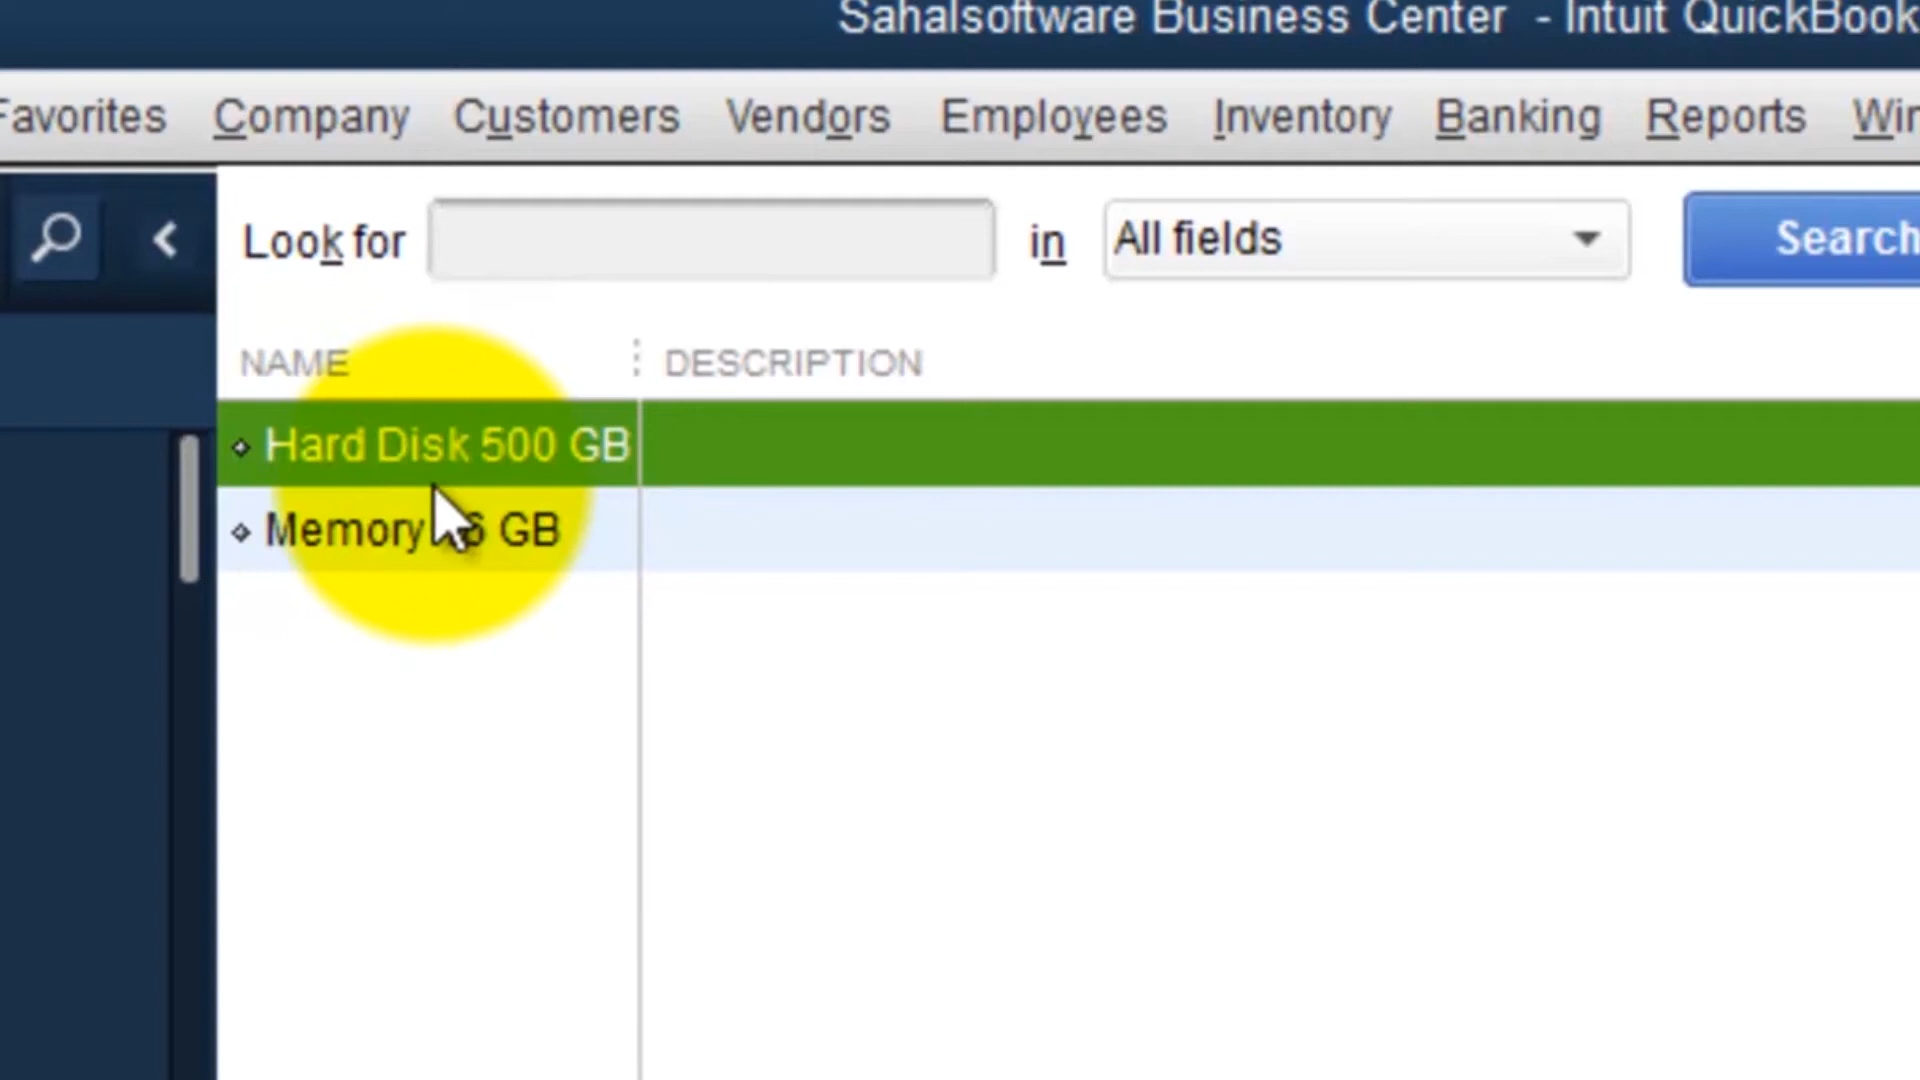 Sahalsoftware Business Center - Intuit QuickBook
Favorites Company Customers Vendors Employees Inventory Banking Reports Win
Look for in All fields Search
NAME DESCRIPTION
Hard Disk 500 GB
Memory GB